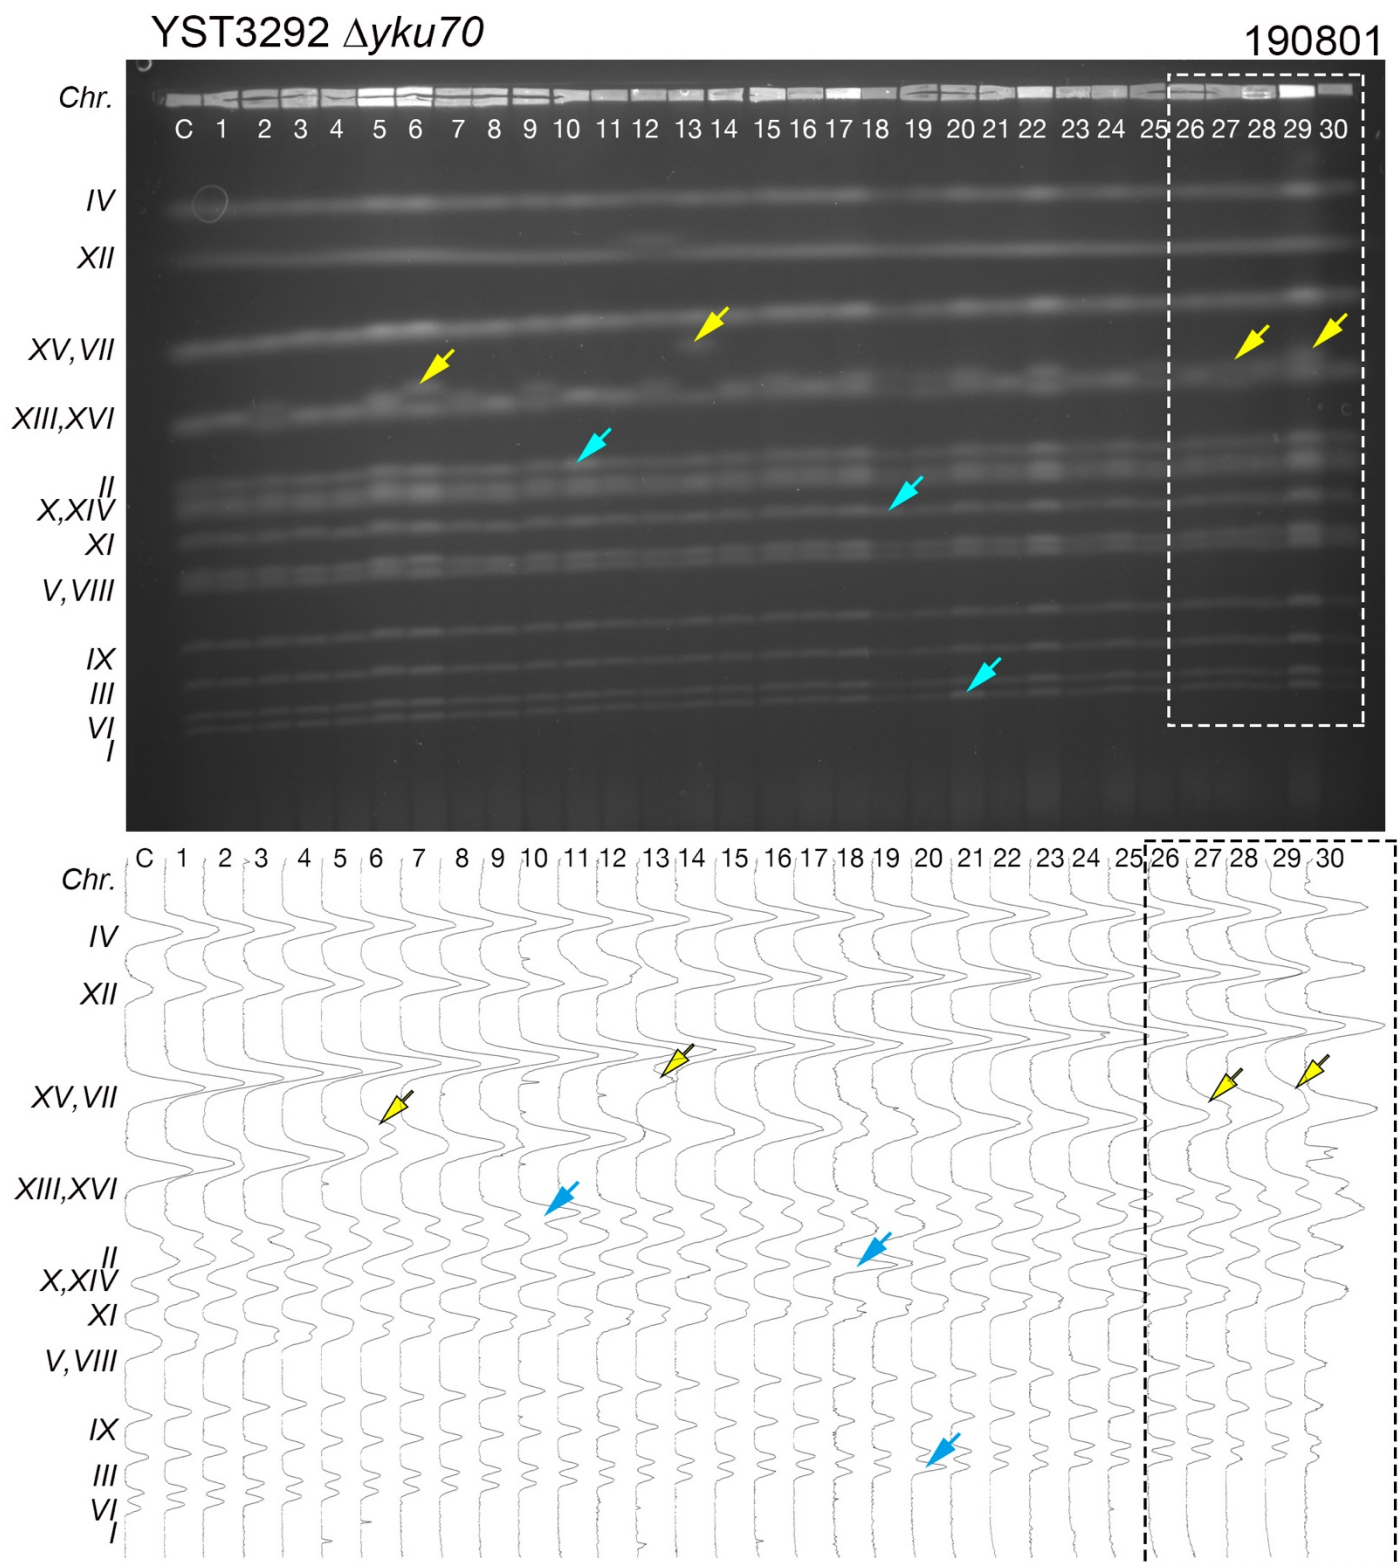 YST3292 Δyku70
190801
Chr.
C 1 2 3 4 5 6 7 8 9 10 11 12 13 14 15 16 17 18 19 20 21 22 23 24 25 26 27 28 29 30
IV
XII
XV,VII
XIII,XVI
II
X,XIV
XI
V,VIII
IX
III
VI
I
C 1 2 3 4 5 6 7 8 9 10 11 12 13 14 15 16 17 18 19 20 21 22 23 24 25 26 27 28 29 30
Chr.
IV
XII
XV,VII
XIII,XVI
II
X,XIV
XI
V,VIII
IX
III
VI
I